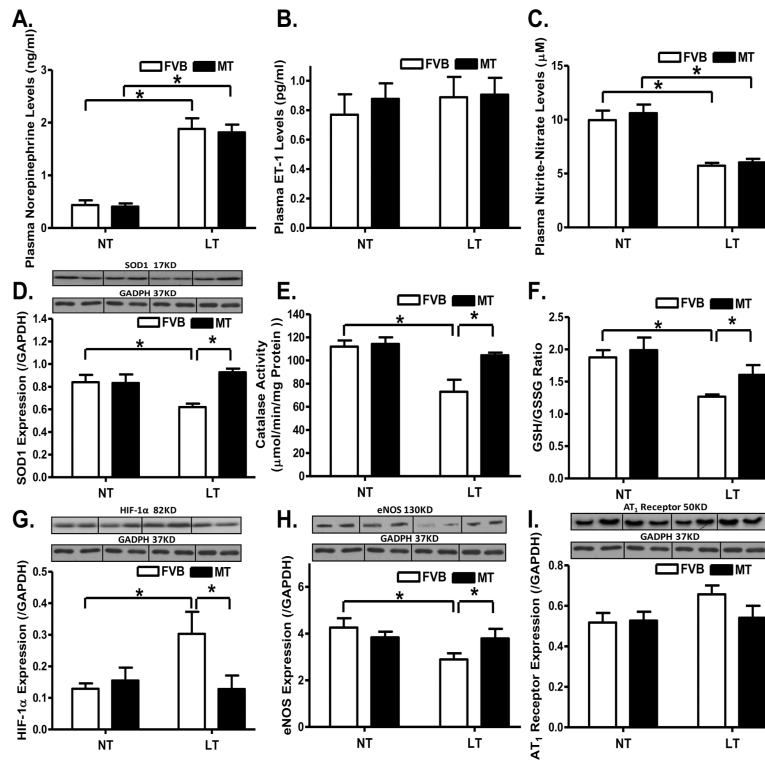 A.
Plasma Norepinephrine Levels (ng/ml)
3
2
1
0
FVB MT
*
*
NT LT
B.
Plasma ET-1 Levels (pg/ml)
1.2
1.0
0.8
0.6
0.4
0.2
0.0
FVB MT
NT LT
C.
Plasma Nitrite-Nitrate Levels (μM)
15
10
5
0
FVB MT
*
*
NT LT
D.
SOD1 17KD
GADPH 37KD
SOD1 Expression (/GAPDH)
1.4
1.2
1.0
0.8
0.6
0.4
0.2
0.0
FVB MT
* *
NT LT
E.
Catalase Activity
(μmol/min/mg Protein ))
140
120
100
80
60
40
20
0
FVB MT
* *
NT LT
F.
GSH/GSSG Ratio
2.5
2.0
1.5
1.0
0.5
0.0
FVB MT
* *
NT LT
G.
HIF-1α 82KD
GADPH 37KD
HIF-1α Expression (/GAPDH)
0.5
0.4
0.3
0.2
0.1
0.0
FVB MT
* *
NT LT
H.
eNOS 130KD
GADPH 37KD
eNOS Expression (/GAPDH)
6
4
2
0
FVB MT
* *
NT LT
I.
AT1 Receptor 50KD
GADPH 37KD
AT1 Receptor Expression (/GAPDH)
0.8
0.6
0.4
0.2
0.0
FVB MT
NT LT